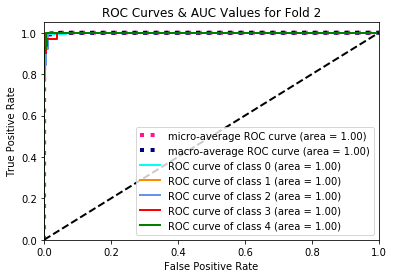 ROC Curves & AUC Values for Fold 2
True Positive Rate
1.0
0.8
0.6
0.4
0.2
0.0
micro-average ROC curve (area = 1.00)
macro-average ROC curve (area = 1.00)
ROC curve of class 0 (area = 1.00)
ROC curve of class 1 (area = 1.00)
ROC curve of class 2 (area = 1.00)
ROC curve of class 3 (area = 1.00)
ROC curve of class 4 (area = 1.00)
0.0 0.2 0.4 0.6 0.8 1.0
False Positive Rate